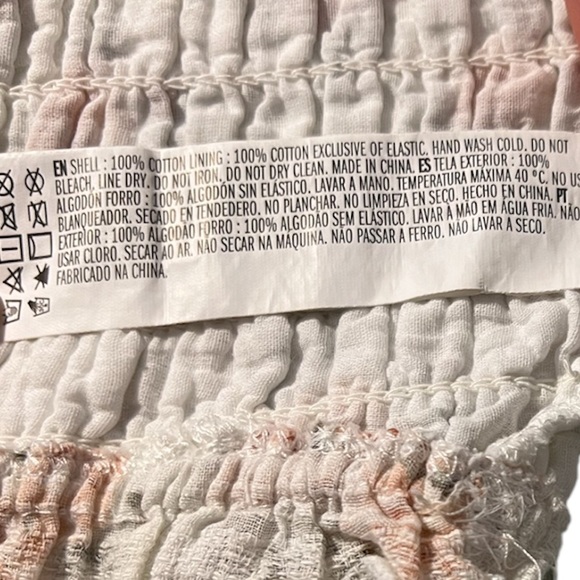 EN SHELL : 100% COTTON LINING : 100% COTTON EXCLUSIVE OF ELASTIC. HAND WASH COLD. DO NOT
BLEACH, LINE DRY. DO NOT IRON. DO NOT DRY CLEAN. MADE IN CHINA. ES TELA EXTERIOR : 100%
ALGODÓN FORRO : 100% ALGODÓN SIN ELÁSTICO. LAVAR A MANO. TEMPERATURA MÁXIMA 40 °C. NO US
BLANQUEADOR. SECADO EN TENDEDERO. NO PLANCHAR. NO LIMPIEZA EN SECO. HECHO EN CHINA. PT
EXTERIOR : 100% ALGODÃO FORRO : 100% ALGODÃO SEM ELÁSTICO. LAVAR A MÃO EM ÁGUA FRIA. NÃO
USAR CLORO. SECAR AO AR. NÃO SECAR NA MÁQUINA. NÃO PASSAR A FERRO. NÃO LAVAR A SECO.
FABRICADO NA CHINA.